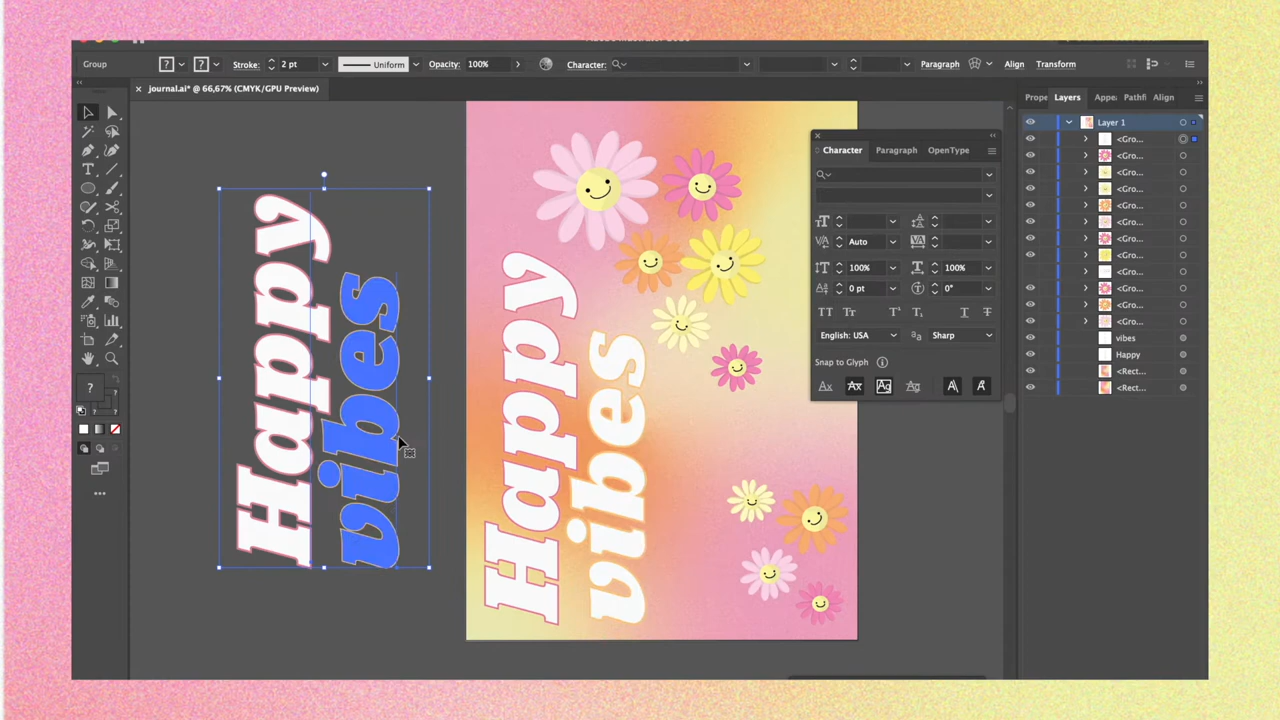 Group
?
?
Stroke:
2 pt
Uniform
Opacity:
100%
Character:
Paragraph
Align
Transform
journal.ai* @ 66,67% (CMYK/GPU Preview)
Prope
Layers
Appe
Pathfi
Align
Layer 1
<Gro...
<Gro...
<Gro...
<Gro...
<Gro...
<Gro...
<Gro...
<Gro...
<Gro...
<Gro...
<Gro...
<Gro...
vibes
Happy
<Rect...
<Rect...
Character
Paragraph
OpenType
Auto
100%
100%
0 pt
0°
English: USA
Sharp
Snap to Glyph
?
Happy
vibes
Happy
vibes